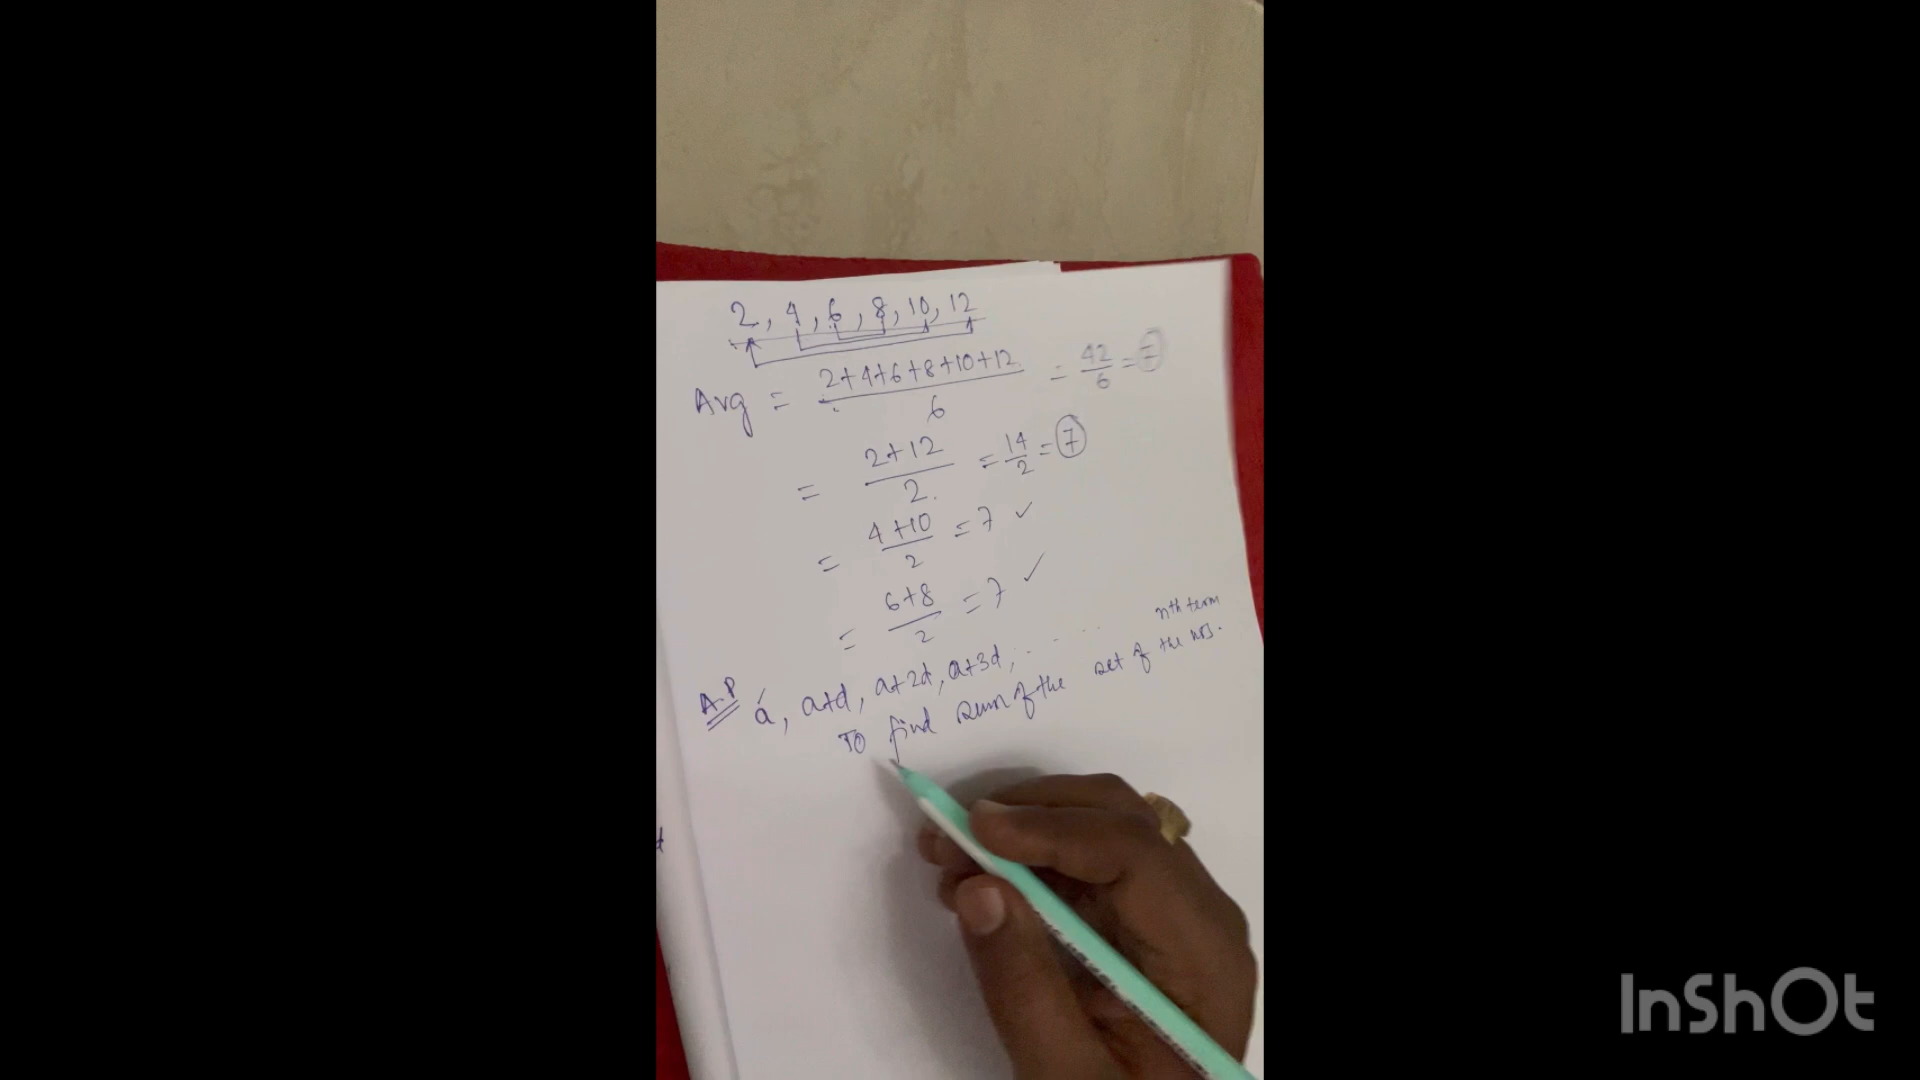 2, 4, 6, 8, 10, 12
Avg = 2+4+6+8+10+12 / 6 = 42/6 = 7
= 2+12 / 2 = 14/2 = 7
= 4+10 / 2 = 7 ✓
= 6+8 / 2 = 7 ✓
A.P a, a+d, a+2d, a+3d, ..... nth term
To find sum of the set of the nos.
InShOt